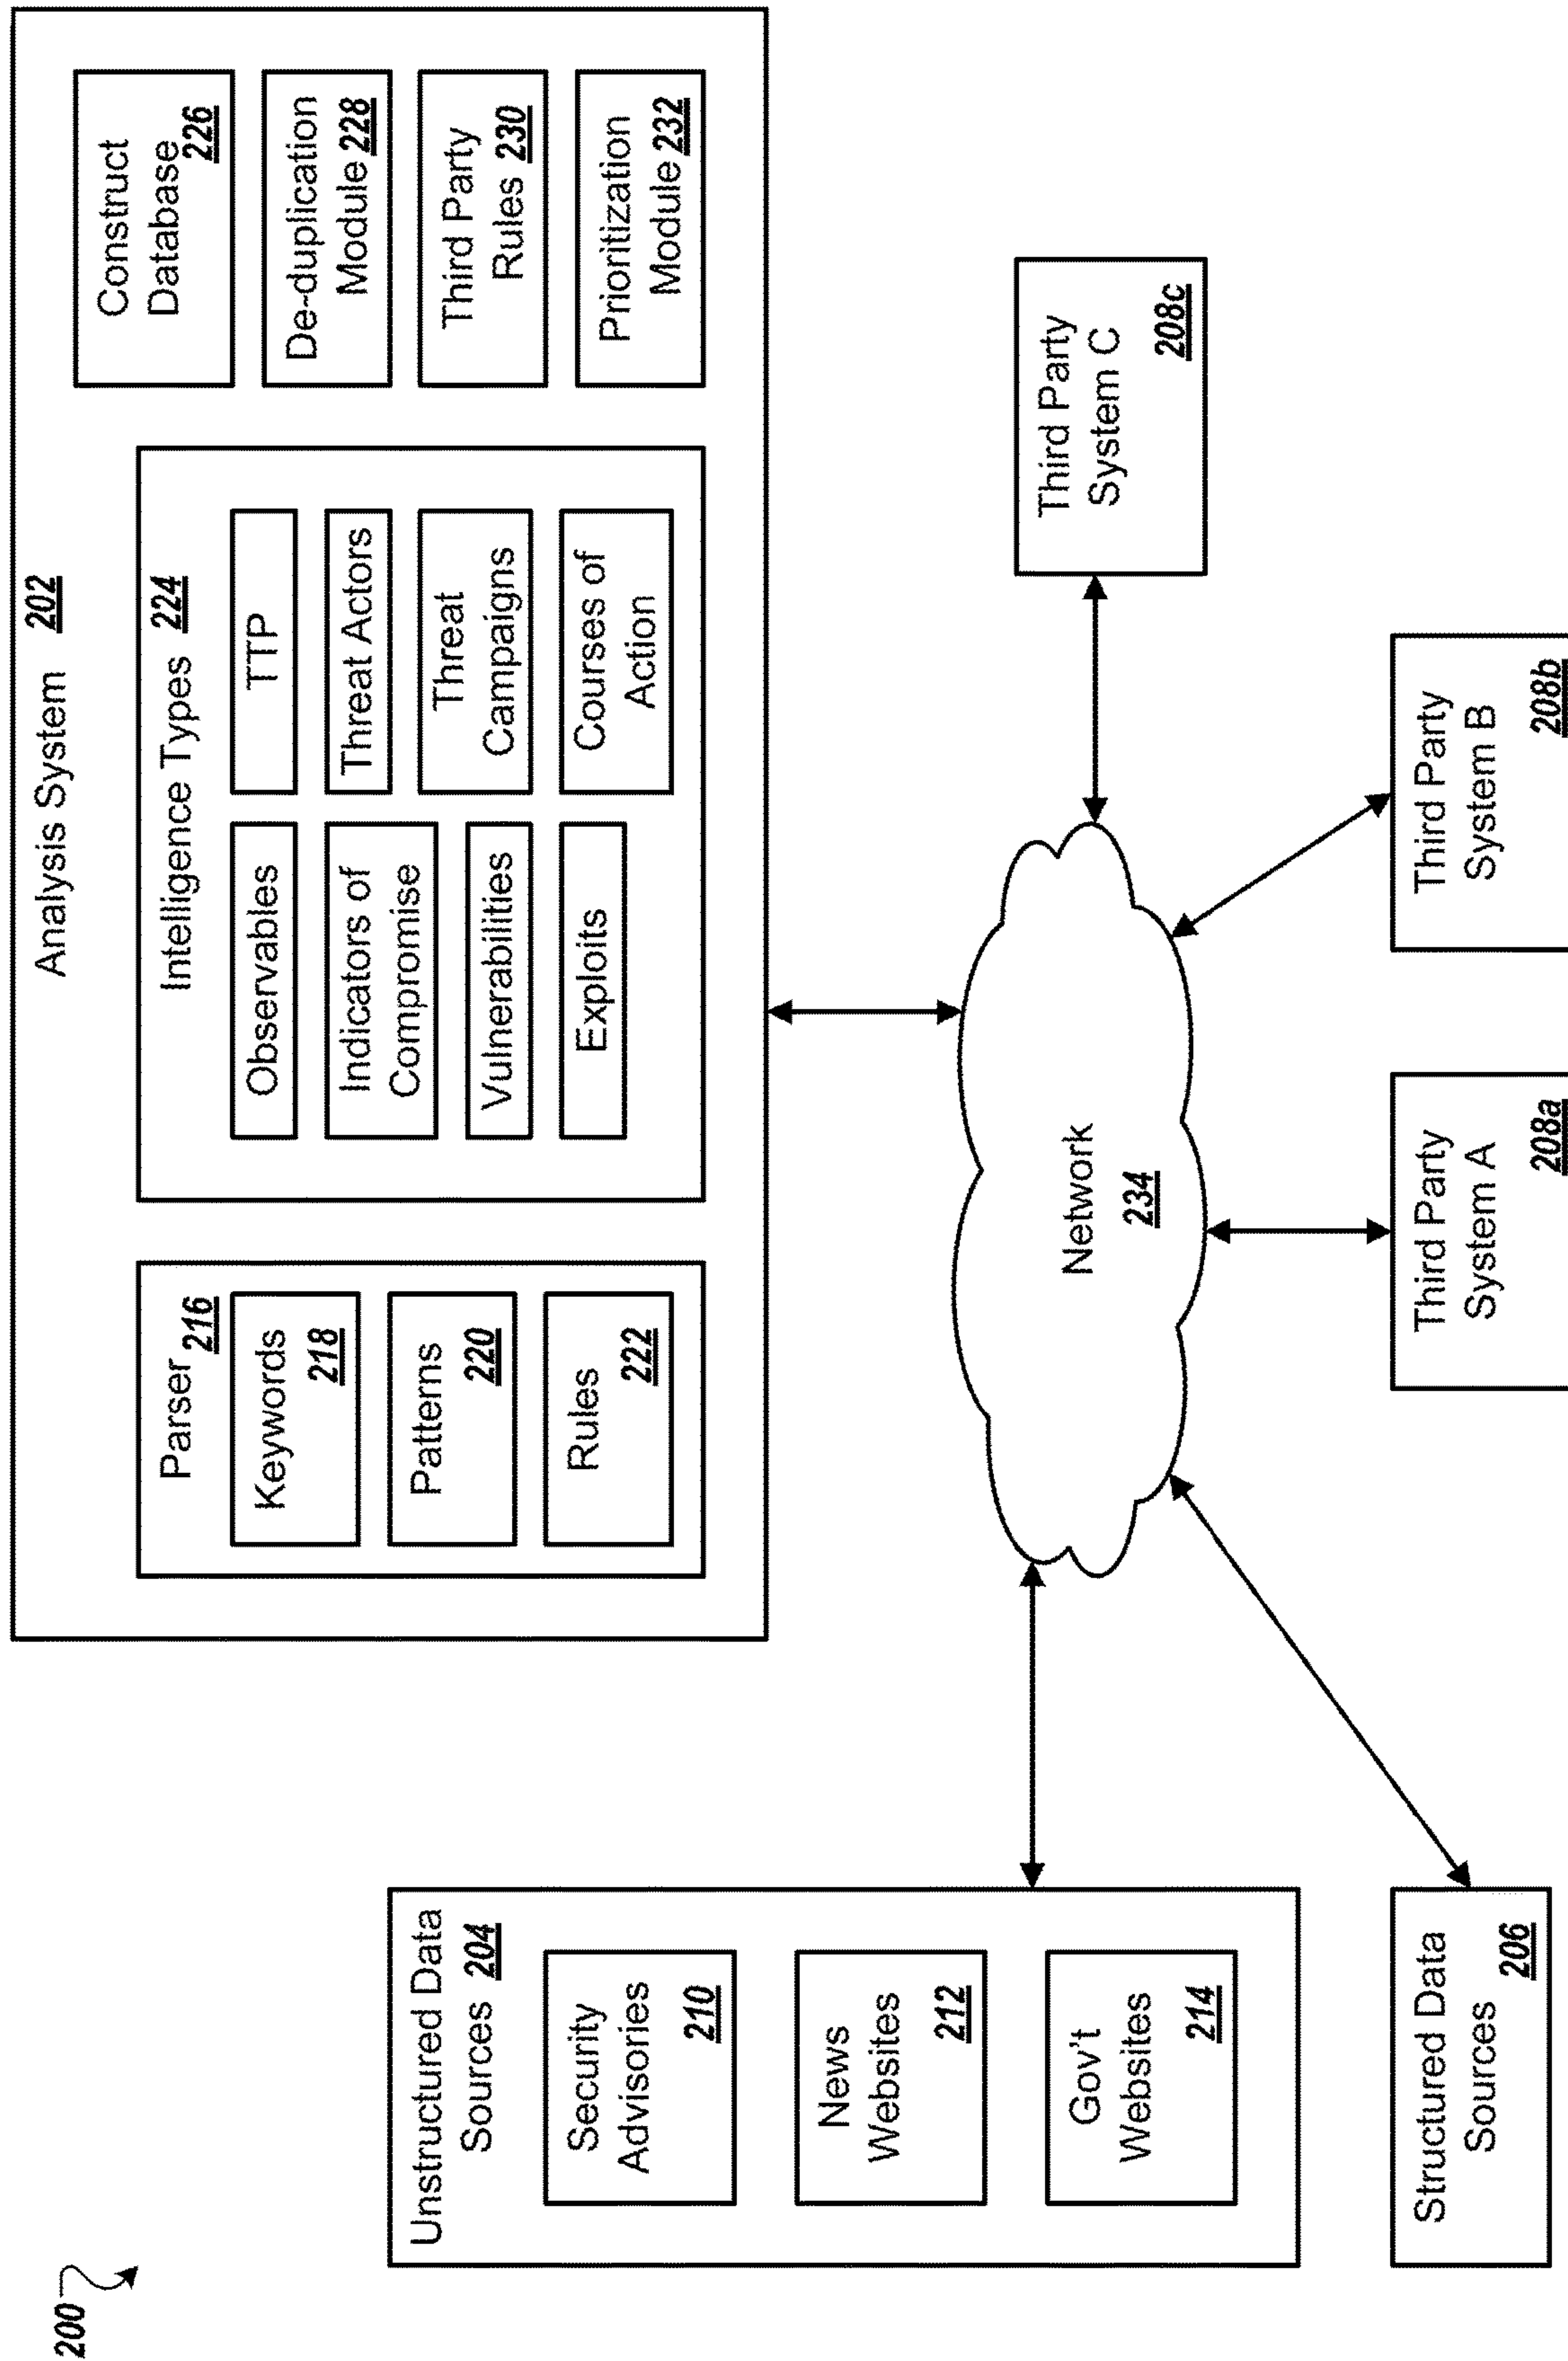 200
Analysis System 202
Parser
216
Keywords
218
Patterns
220
Rules
222
Intelligence Types 224
Observables
Indicators of
Compromise
Vulnerabilities
Exploits
TTP
Threat Actors
Threat
Campaigns
Courses of
Action
Construct
Database
226
De-duplication
Module 228
Third Party
Rules 230
Prioritization
Module 232
Unstructured Data
Sources 204
Security
Advisories
210
News
Websites
212
Gov't
Websites
214
Network
234
Structured Data
Sources
206
Third Party
System A
208a
Third Party
System B
208b
Third Party
System C
208c